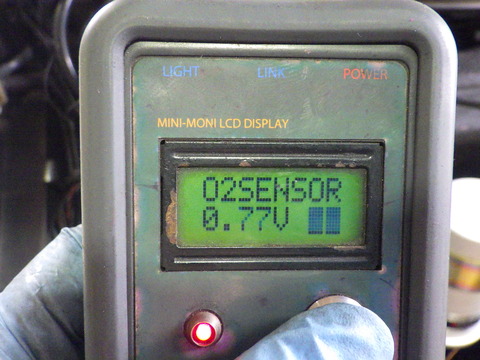 LIGHT LINK POWER
MINI-MONI LCD DISPLAY
O2SENSOR
0.77V